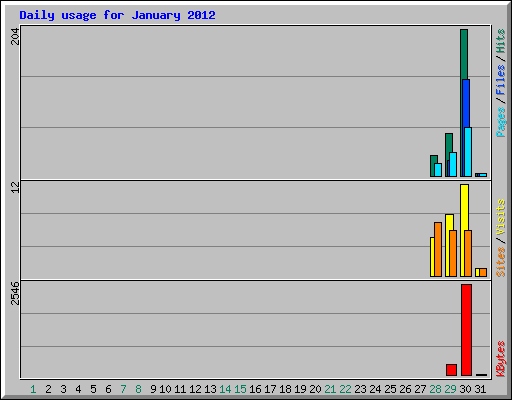 Daily usage for January 2012
204
Pages / Files / Hits
12
Sites / Visits
2546
KBytes
1 2 3 4 5 6 7 8 9 10 11 12 13 14 15 16 17 18 19 20 21 22 23 24 25 26 27 28 29 30 31